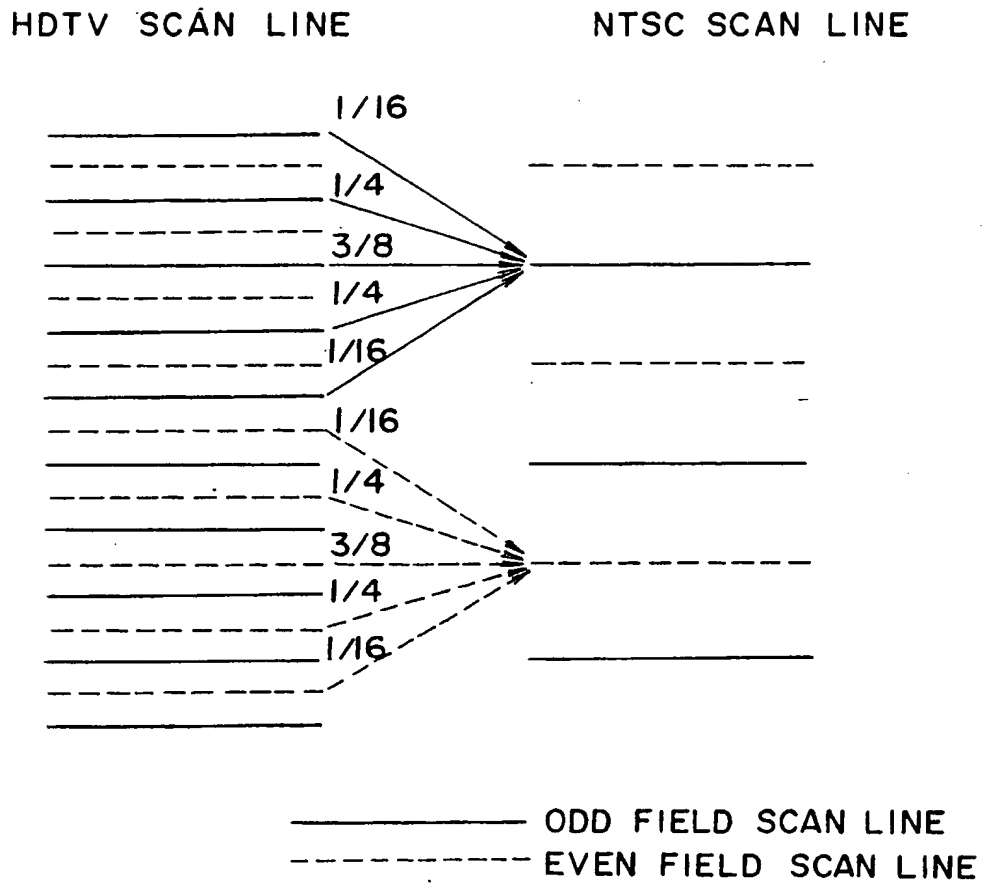 HDTV SCAN LINE
NTSC SCAN LINE
1/16
1/4
3/8
1/4
1/16
1/16
1/4
3/8
1/4
1/16
ODD FIELD SCAN LINE
EVEN FIELD SCAN LINE